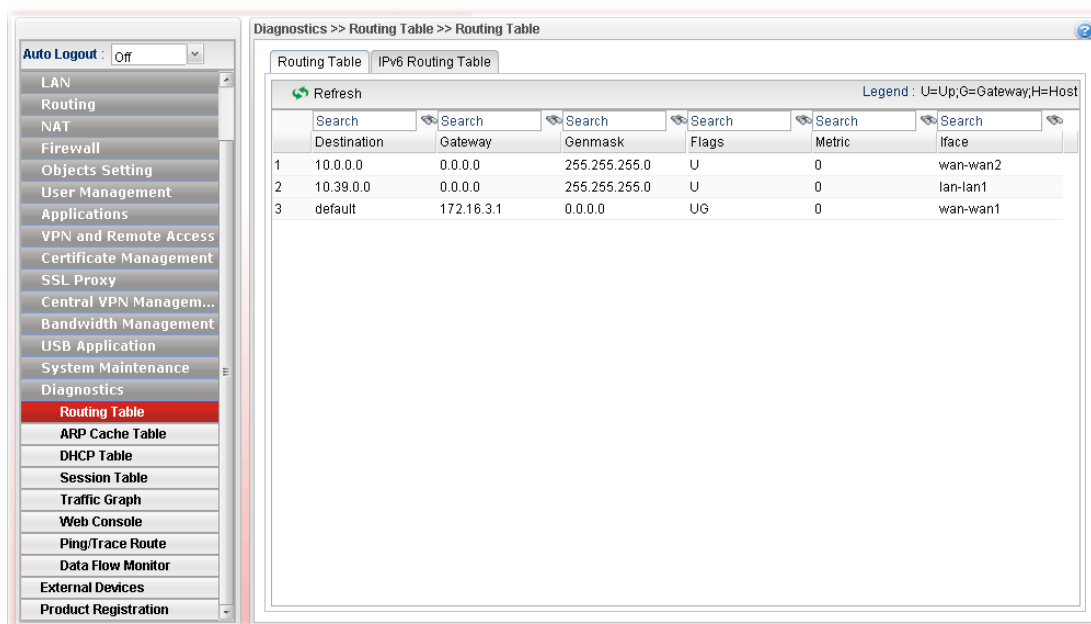 Auto Logout : Off
LAN
Routing
NAT
Firewall
Objects Setting
User Management
Applications
VPN and Remote Access
Certificate Management
SSL Proxy
Central VPN Managem...
Bandwidth Management
USB Application
System Maintenance
Diagnostics
Routing Table
ARP Cache Table
DHCP Table
Session Table
Traffic Graph
Web Console
Ping/Trace Route
Data Flow Monitor
External Devices
Product Registration
Diagnostics >> Routing Table >> Routing Table
Routing Table IPv6 Routing Table
Refresh Legend : U=Up;G=Gateway;H=Host
Search Search Search Search Search Search
Destination Gateway Genmask Flags Metric Iface
1 10.0.0.0 0.0.0.0 255.255.255.0 U 0 wan-wan2
2 10.39.0.0 0.0.0.0 255.255.255.0 U 0 lan-lan1
3 default 172.16.3.1 0.0.0.0 UG 0 wan-wan1